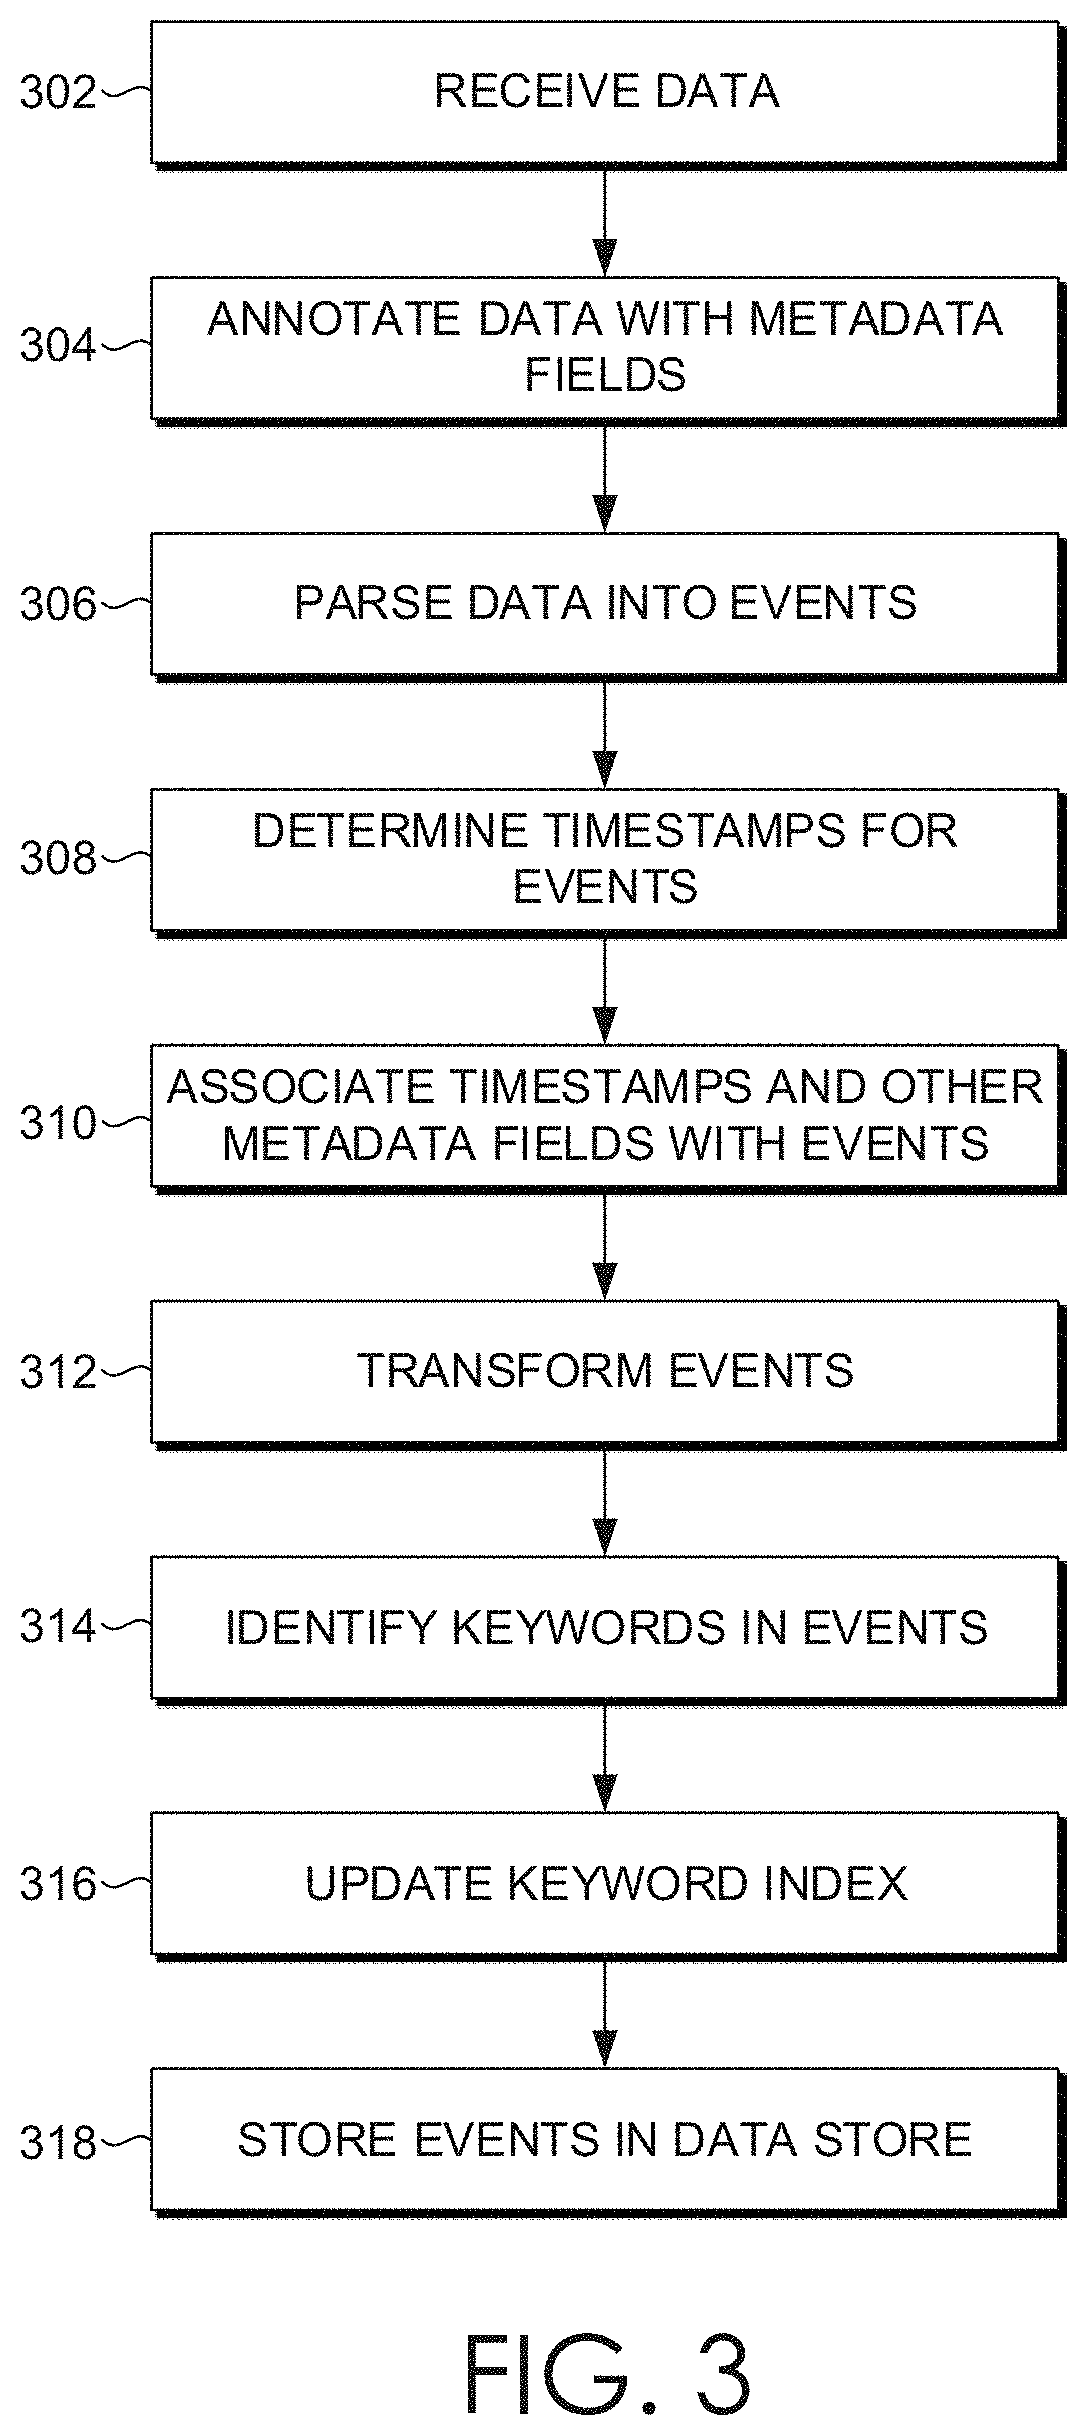 302
RECEIVE DATA
304
ANNOTATE DATA WITH METADATA
FIELDS
306
PARSE DATA INTO EVENTS
308
DETERMINE TIMESTAMPS FOR
EVENTS
310
ASSOCIATE TIMESTAMPS AND OTHER
METADATA FIELDS WITH EVENTS
312
TRANSFORM EVENTS
314
IDENTIFY KEYWORDS IN EVENTS
316
UPDATE KEYWORD INDEX
318
STORE EVENTS IN DATA STORE
FIG. 3